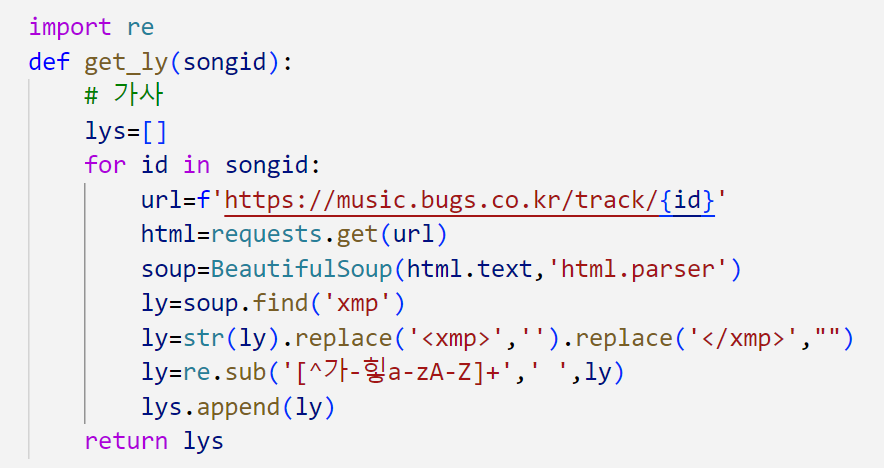 import re
def get_ly(songid):
    # 가사
    lys=[]
    for id in songid:
        url=f'https://music.bugs.co.kr/track/{id}'
        html=requests.get(url)
        soup=BeautifulSoup(html.text,'html.parser')
        ly=soup.find('xmp')
        ly=str(ly).replace('<xmp>','').replace('</xmp>',"")
        ly=re.sub('[^가-힣a-zA-Z]+',' ',ly)
        lys.append(ly)
    return lys